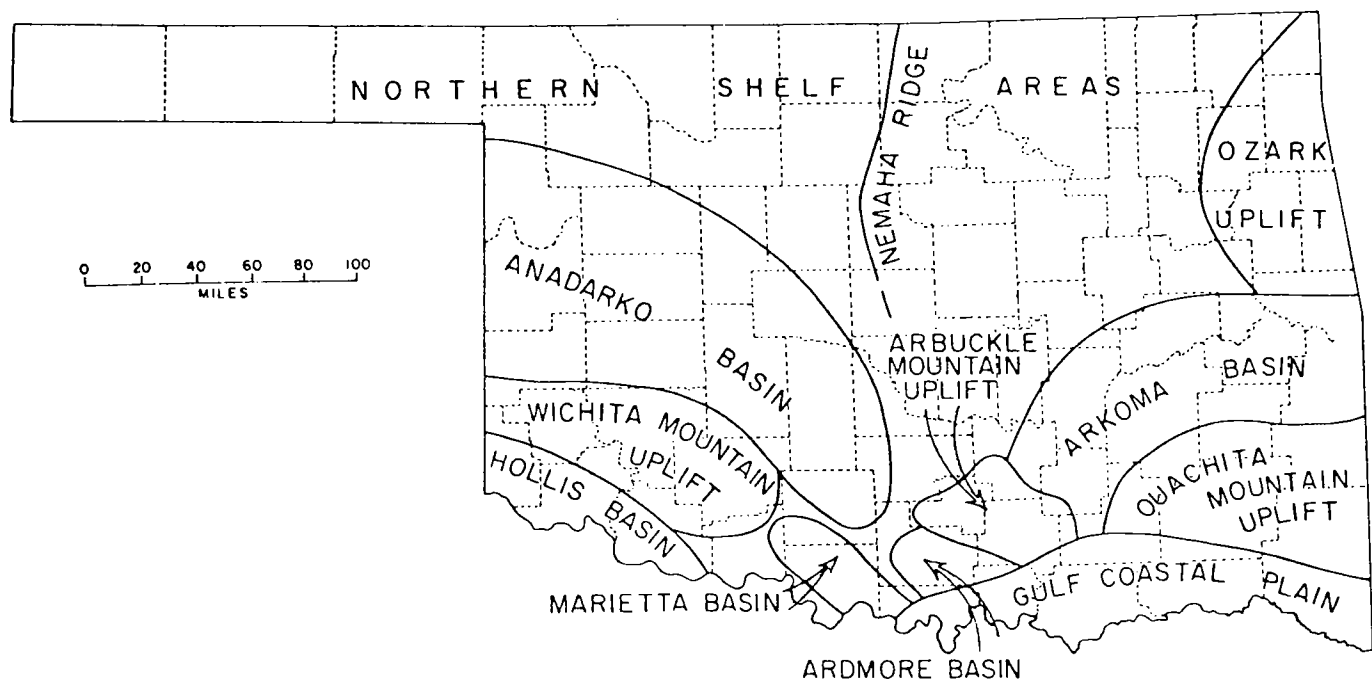 NORTHERN SHELF AREAS
NEMAHA RIDGE
OZARK
UPLIFT
0 20 40 60 80 100
MILES
ANADARKO
BASIN
ARBUCKLE
MOUNTAIN
UPLIFT
ARKOMA BASIN
WICHITA MOUNTAIN
UPLIFT
HOLLIS BASIN
OUACHITA
MOUNTAIN
UPLIFT
GULF COASTAL PLAIN
MARIETTA BASIN
ARDMORE BASIN